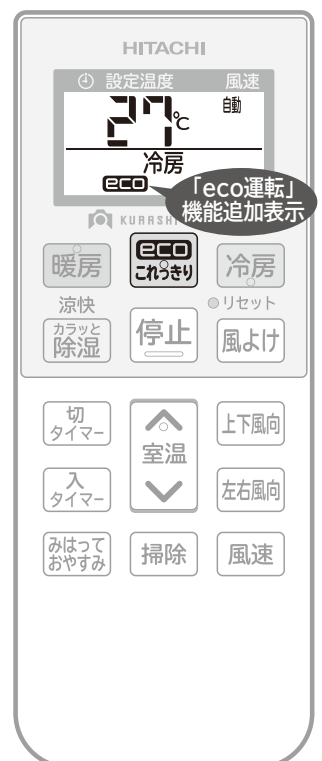 HITACHI
設定温度 風速
27℃ 自動
冷房
eco
「eco運転」
機能追加表示
KURASH
暖房
eco
これっきり
冷房
涼快
リセット
カラッと
除湿
停止
風よけ
切
タイマー
室温
上下風向
入
タイマー
左右風向
みはって
おやすみ
掃除
風速